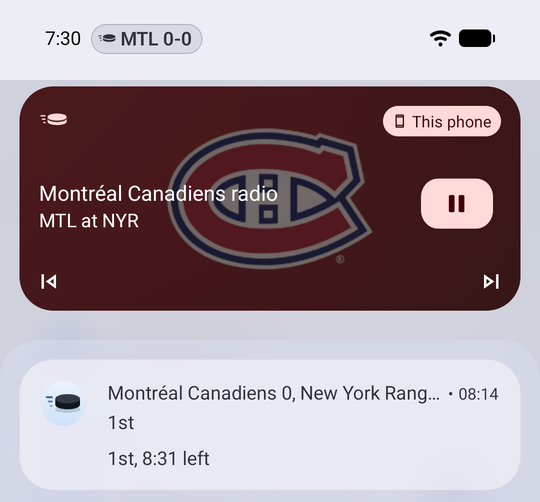 7:30 MTL 0-0
This phone
Montréal Canadiens radio
MTL at NYR
Montréal Canadiens 0, New York Rang… • 08:14
1st
1st, 8:31 left